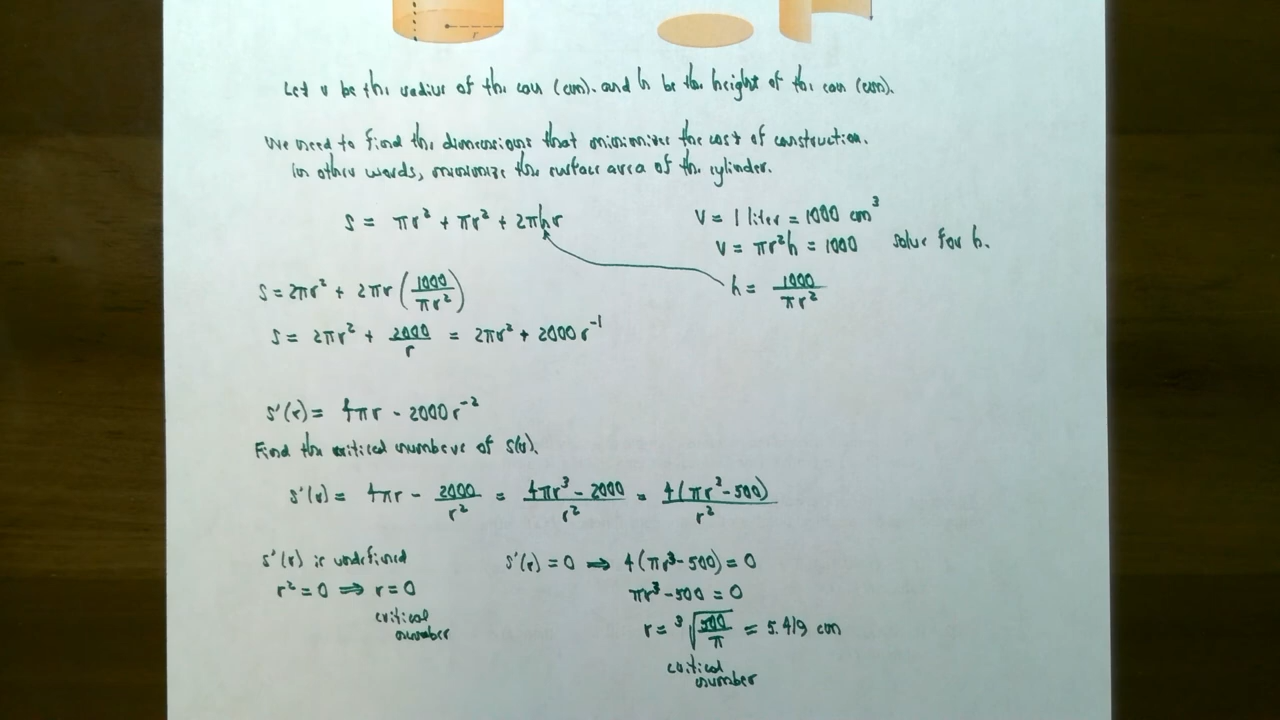 r
Let r be the radius of the can (cm). and h be the height of the can (cm).
We need to find the dimensions that minimizes the cost of construction.
In other words, minimize the surface area of the cylinder.
S = πr² + πr² + 2πhr
V = 1 liter = 1000 cm³
V = πr²h = 1000 solve for h.
h = 1000/πr²
S = 2πr² + 2πr (1000/πr²)
S = 2πr² + 2000/r = 2πr² + 2000r⁻¹
S'(r) = 4πr - 2000r⁻²
Find the critical numbers of S(r).
S'(r) = 4πr - 2000/r² = 4πr³ - 2000/r² = 4(πr³-500)/r²
S'(r) is undefined
r² = 0 ⇒ r = 0
critical
number
S'(r) = 0 ⇒ 4(πr³-500) = 0
πr³-500 = 0
r = ³√500/π = 5.419 cm
critical
number